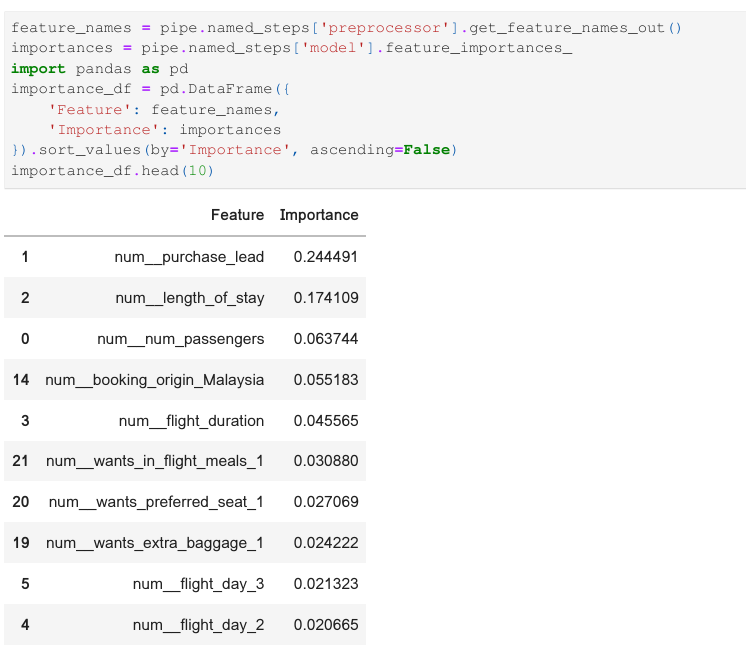 feature_names = pipe.named_steps['preprocessor'].get_feature_names_out()
importances = pipe.named_steps['model'].feature_importances_
import pandas as pd
importance_df = pd.DataFrame({
    'Feature': feature_names,
    'Importance': importances
}).sort_values(by='Importance', ascending=False)
importance_df.head(10)
Feature Importance
1 num__purchase_lead 0.244491
2 num__length_of_stay 0.174109
0 num__num_passengers 0.063744
14 num__booking_origin_Malaysia 0.055183
3 num__flight_duration 0.045565
21 num__wants_in_flight_meals_1 0.030880
20 num__wants_preferred_seat_1 0.027069
19 num__wants_extra_baggage_1 0.024222
5 num__flight_day_3 0.021323
4 num__flight_day_2 0.020665